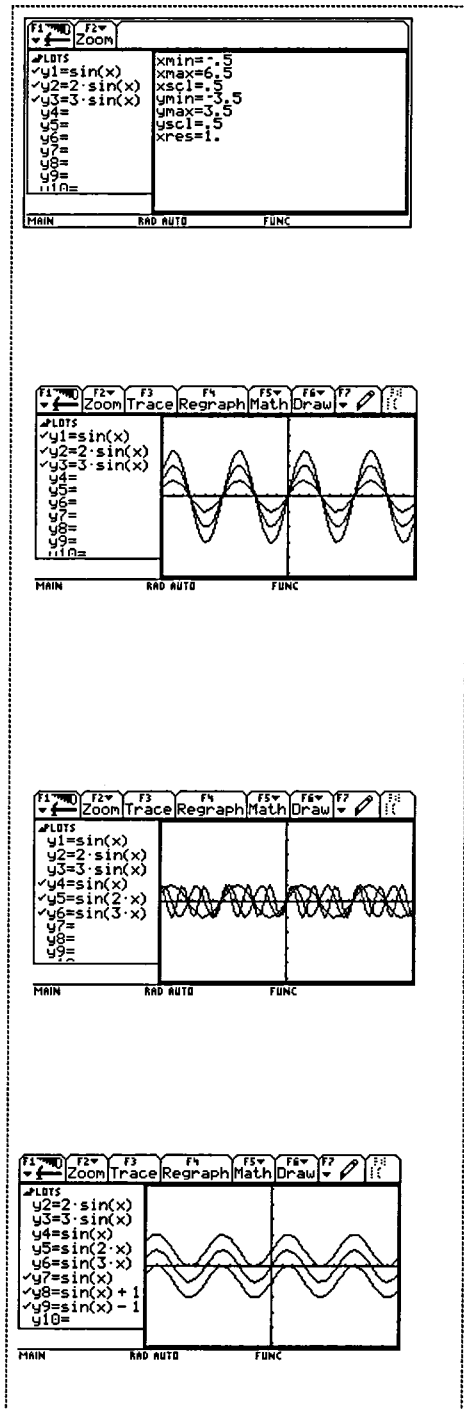 F1 F2
Zoom
PLOTS
✓y1=sin(x)
✓y2=2·sin(x)
✓y3=3·sin(x)
y4=
y5=
y6=
y7=
y8=
y9=
y10=
xmin=-.5
xmax=6.5
xscl=.5
ymin=-3.5
ymax=3.5
yscl=.5
xres=1.
MAIN RAD AUTO FUNC
F1 F2 F3 F4 F5 F6 F7
Zoom Trace Regraph Math Draw
PLOTS
✓y1=sin(x)
✓y2=2·sin(x)
✓y3=3·sin(x)
y4=
y5=
y6=
y7=
y8=
y9=
y10=
MAIN RAD AUTO FUNC
F1 F2 F3 F4 F5 F6 F7
Zoom Trace Regraph Math Draw
PLOTS
y1=sin(x)
y2=2·sin(x)
y3=3·sin(x)
✓y4=sin(x)
✓y5=sin(2·x)
✓y6=sin(3·x)
y7=
y8=
y9=
MAIN RAD AUTO FUNC
F1 F2 F3 F4 F5 F6 F7
Zoom Trace Regraph Math Draw
PLOTS
y2=2·sin(x)
y3=3·sin(x)
y4=sin(x)
y5=sin(2·x)
y6=sin(3·x)
✓y7=sin(x)
✓y8=sin(x)+1
✓y9=sin(x)-1
y10=
MAIN RAD AUTO FUNC